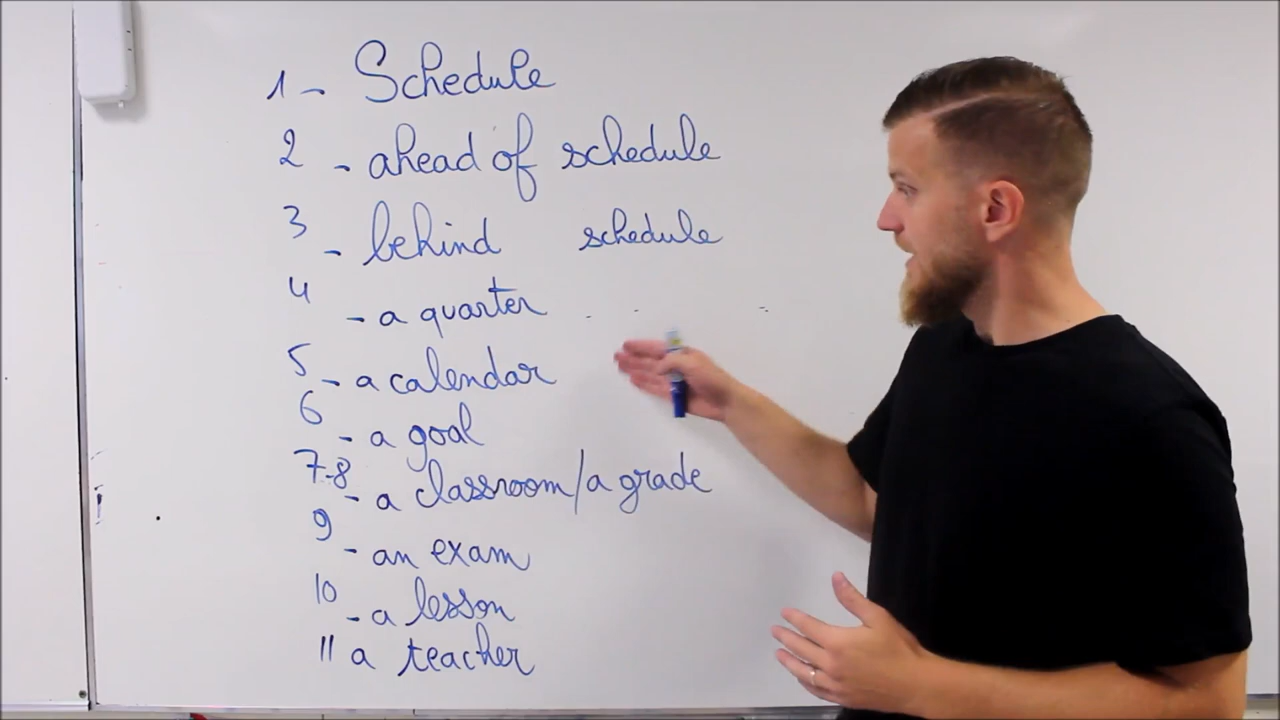 1 - Schedule
2 - ahead of schedule
3 - behind schedule
4 - a quarter
5 - a calendar
6 - a goal
7-8 - a classroom/a grade
9 - an exam
10 - a lesson
11 a teacher